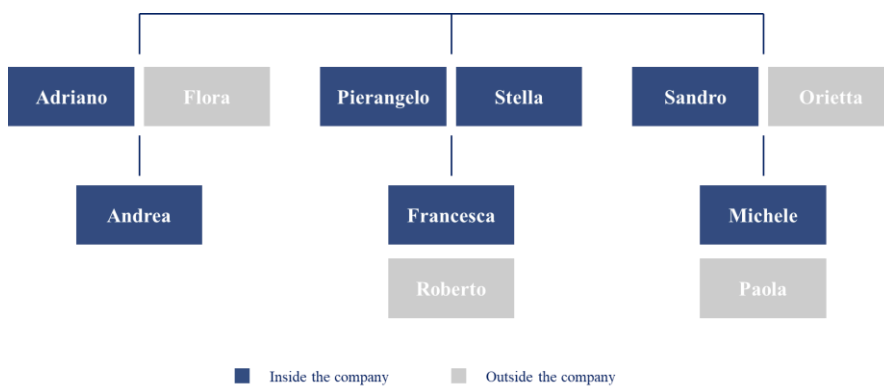 Adriano Flora Pierangelo Stella Sandro Orietta
Andrea Francesca Michele
Roberto Paola
Inside the company Outside the company